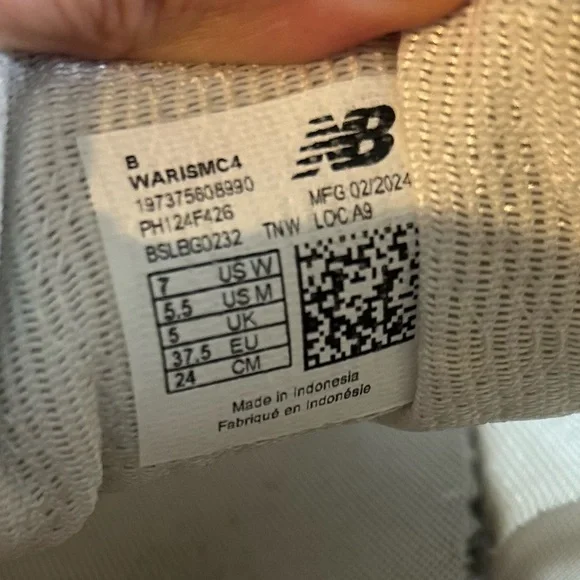 B
WARISMC4
197375608990
PH124F426
BSLBG0232 TNW
NB
MFG 02/2024
LOC A9
7 US W
5.5 US M
5 UK
37.5 EU
24 CM
Made in Indonesia
Fabriqué en Indonésie